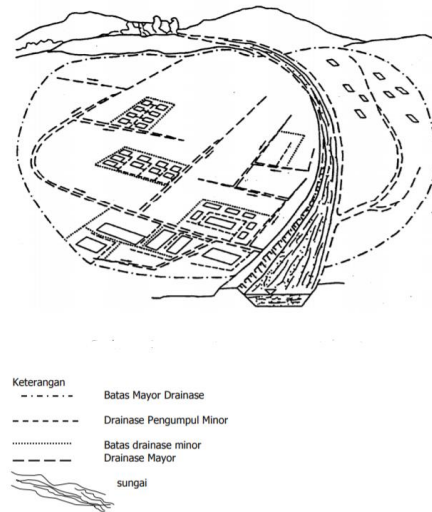 Keterangan
Batas Mayor Drainase
Drainase Pengumpul Minor
Batas drainase minor
Drainase Mayor
sungai